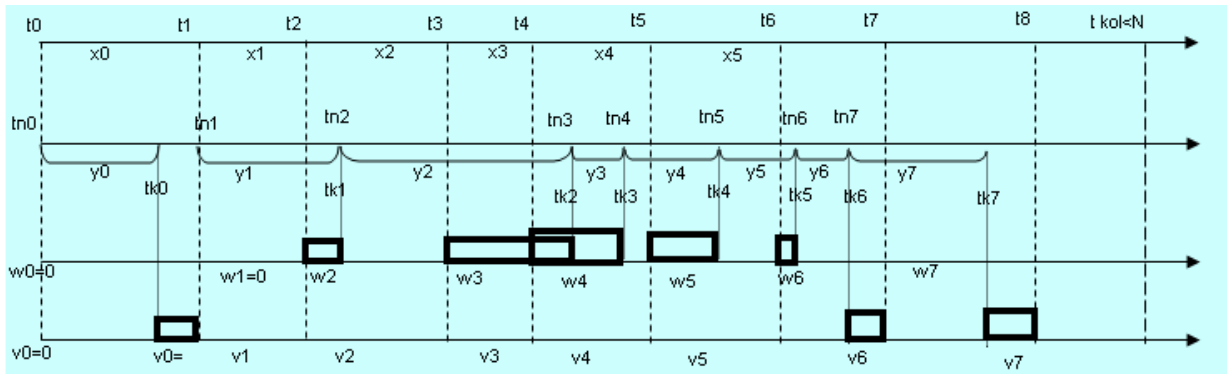 t0 t1 t2 t3 t4 t5 t6 t7 t8 t kol<N
x0 x1 x2 x3 x4 x5
tn0 tn1 tn2 tn3 tn4 tn5 tn6 tn7
y0 y1 y2 y3 y4 y5 y6 y7
tk0 tk1 tk2 tk3 tk4 tk5 tk6 tk7
w0=0 w1=0 w2 w3 w4 w5 w6 w7
v0=0 v0= v1 v2 v3 v4 v5 v6 v7